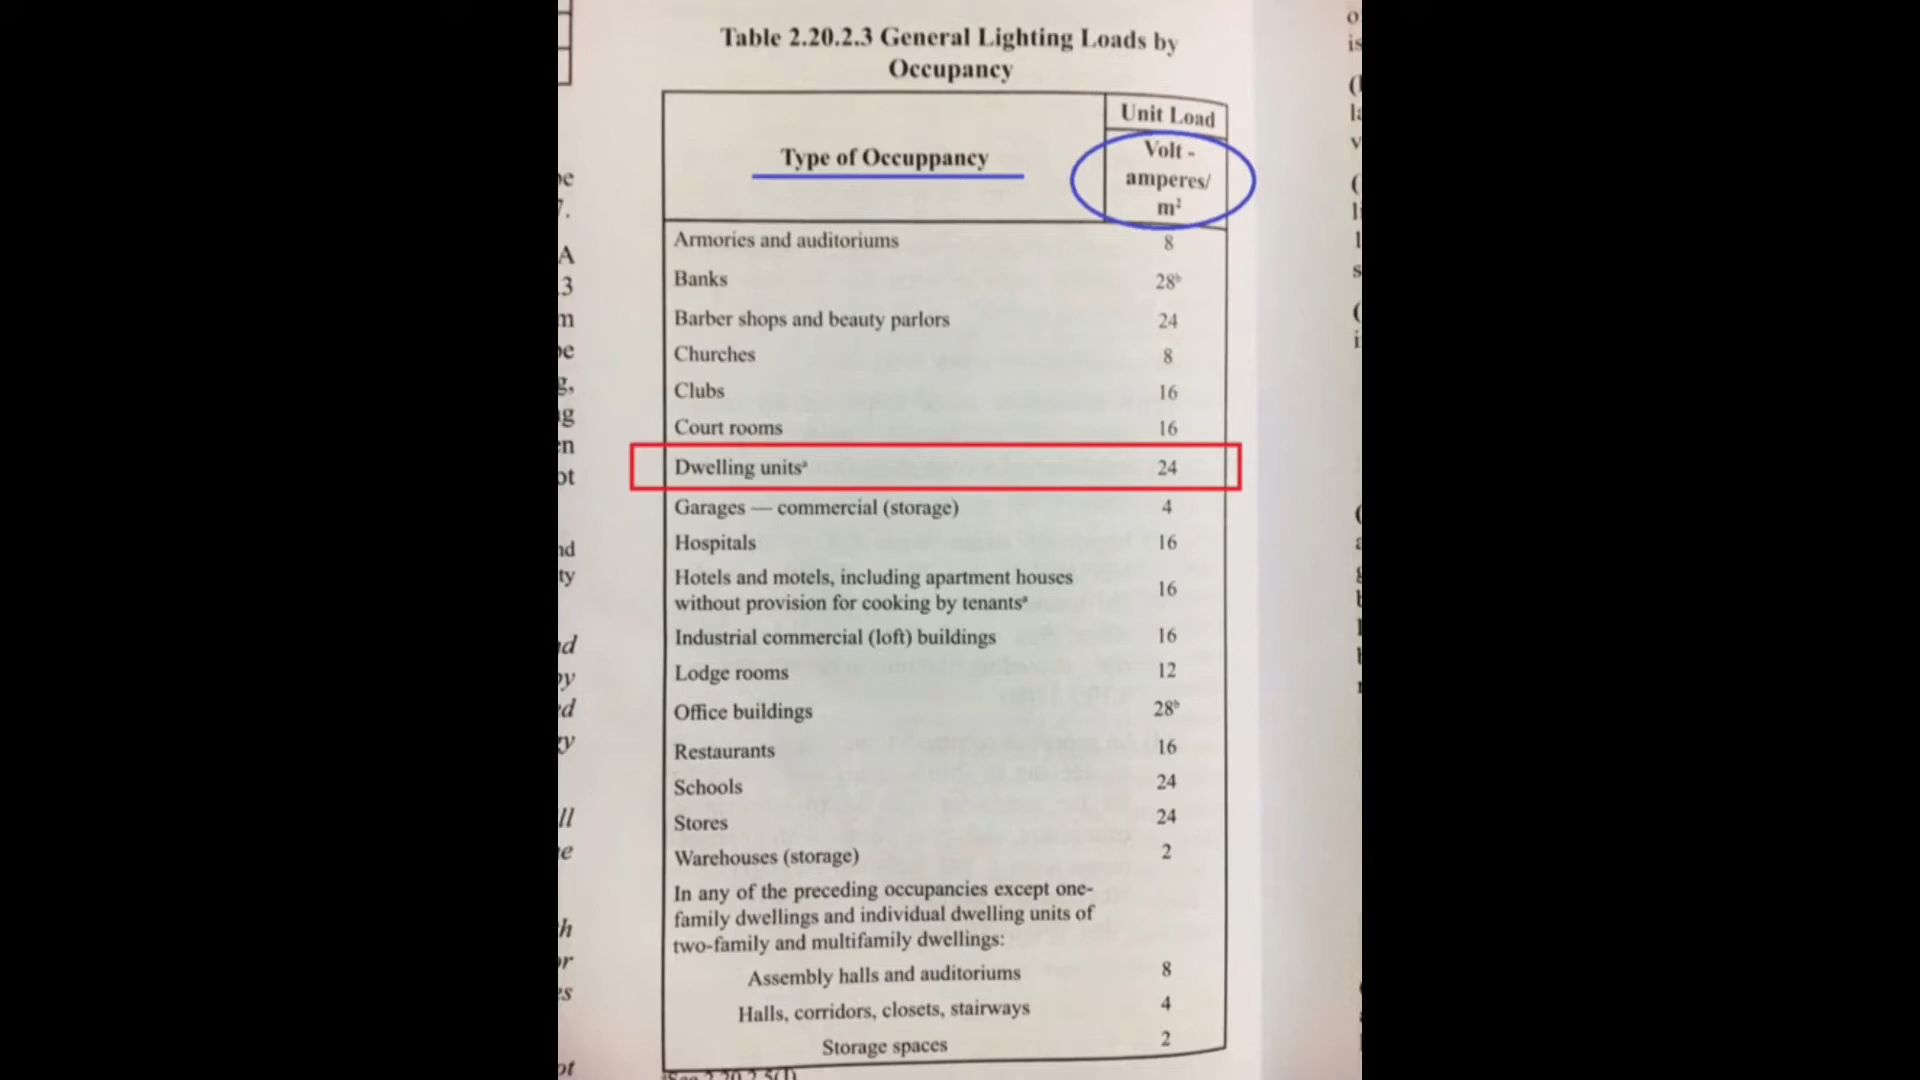 Table 2.20.2.3 General Lighting Loads by
Occupancy
Type of Occuppancy
Unit Load
Volt -
amperes/
m²
Armories and auditoriums 8
Banks 28ᵇ
Barber shops and beauty parlors 24
Churches 8
Clubs 16
Court rooms 16
Dwelling unitsᵃ 24
Garages — commercial (storage) 4
Hospitals 16
Hotels and motels, including apartment houses
without provision for cooking by tenantsᵃ 16
Industrial commercial (loft) buildings 16
Lodge rooms 12
Office buildings 28ᵇ
Restaurants 16
Schools 24
Stores 24
Warehouses (storage) 2
In any of the preceding occupancies except one-
family dwellings and individual dwelling units of
two-family and multifamily dwellings:
Assembly halls and auditoriums 8
Halls, corridors, closets, stairways 4
Storage spaces 2